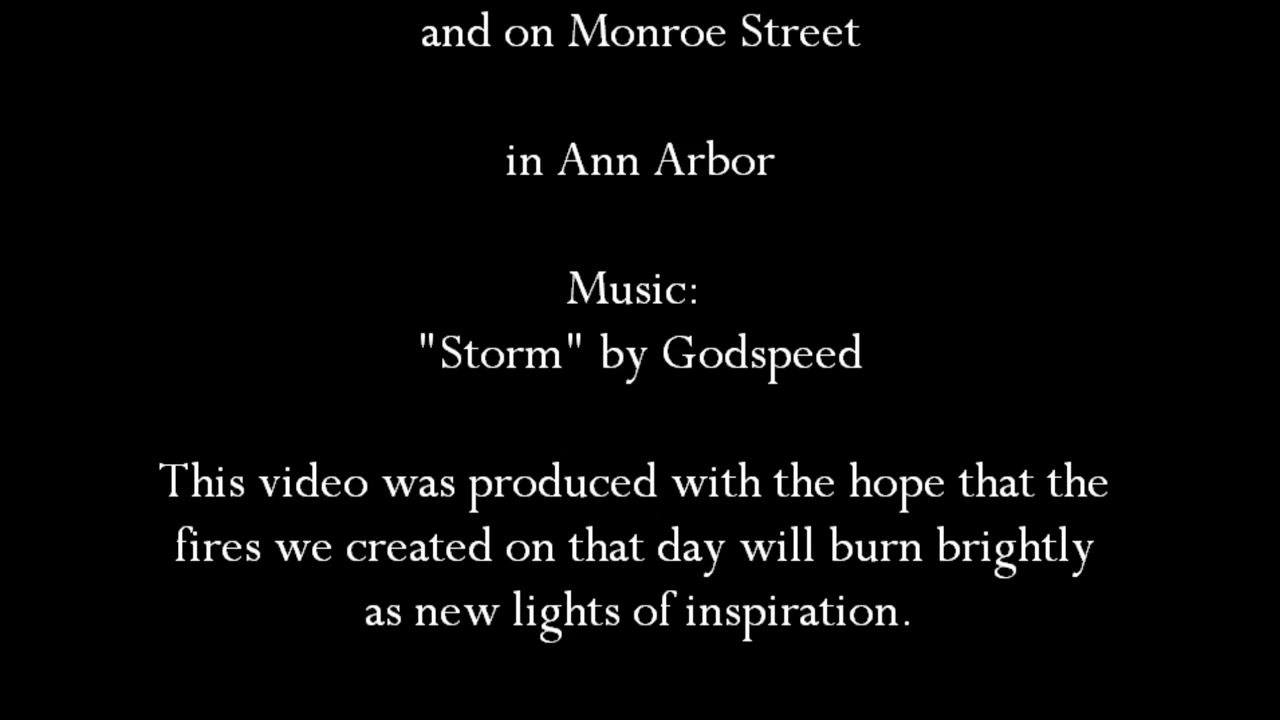 and on Monroe Street
in Ann Arbor
Music:
"Storm" by Godspeed
This video was produced with the hope that the
fires we created on that day will burn brightly
as new lights of inspiration.